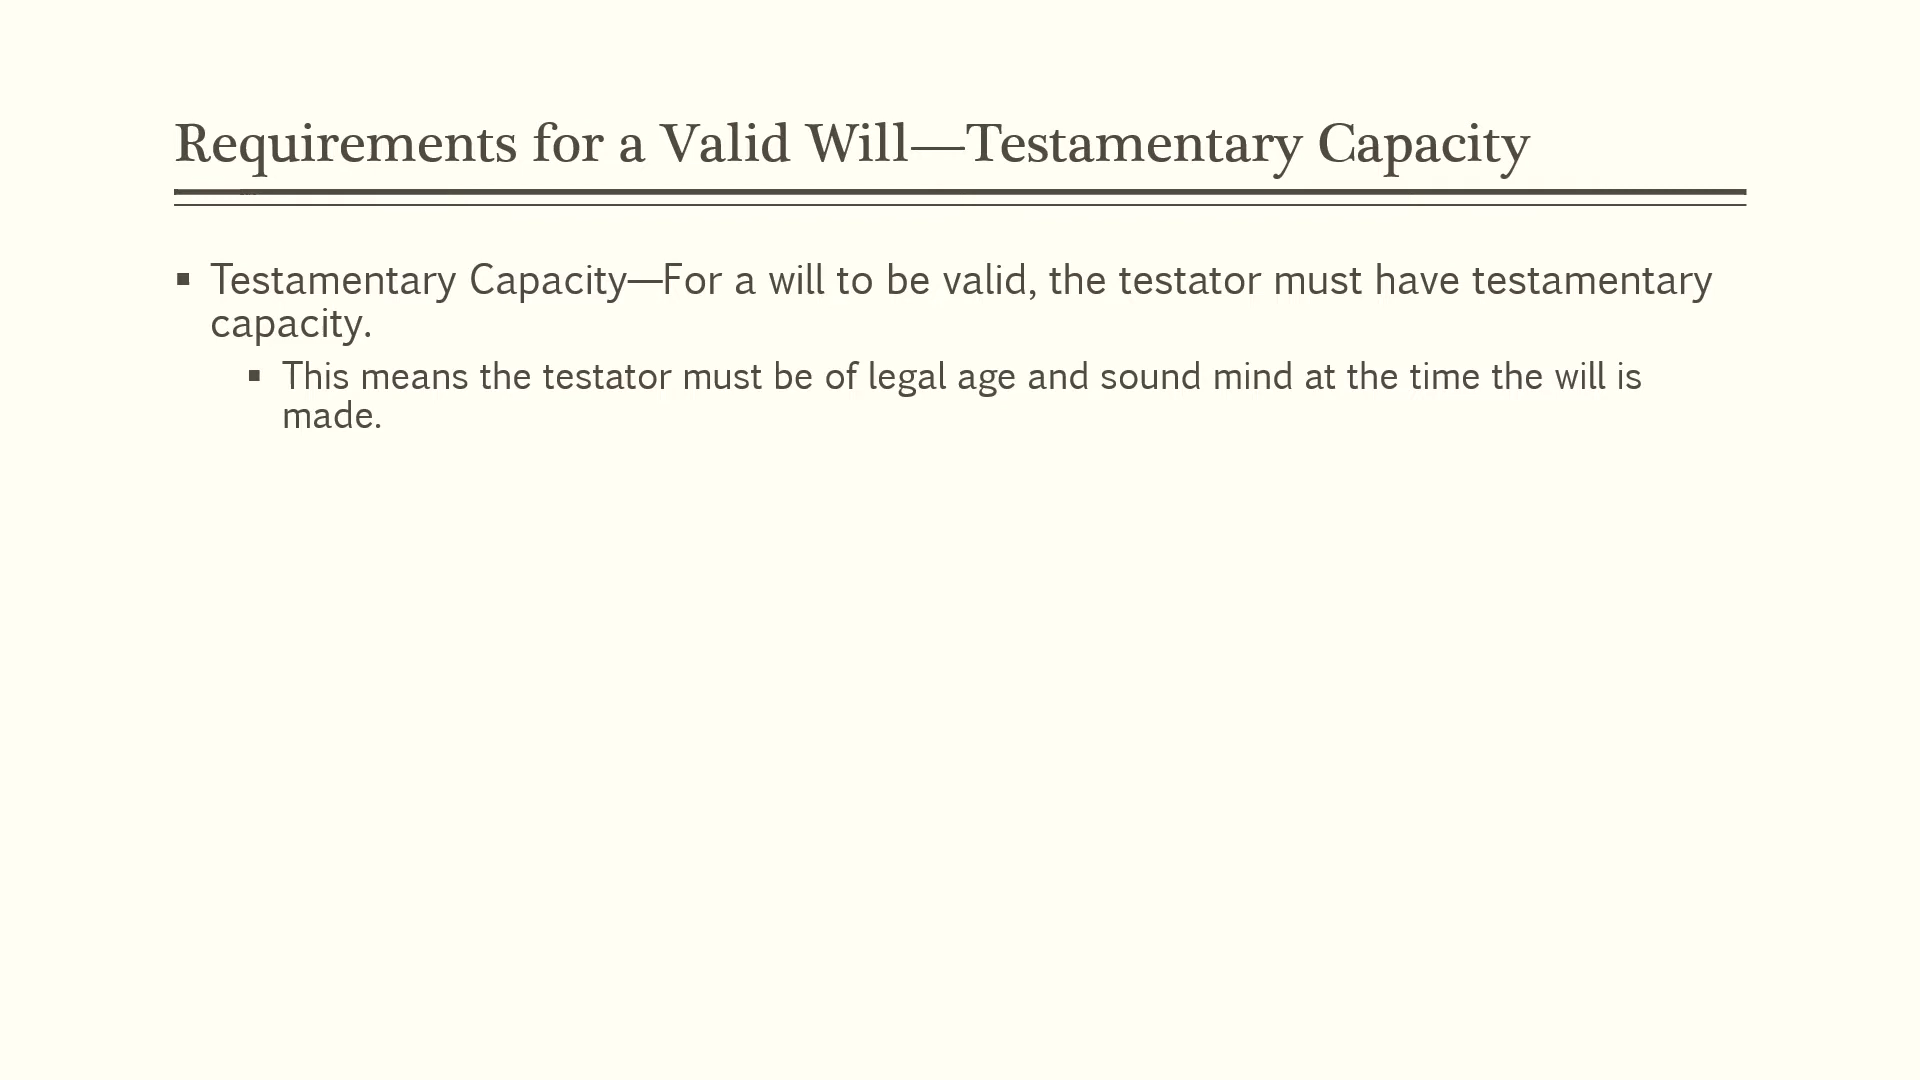 Requirements for a Valid Will—Testamentary Capacity
▪ Testamentary Capacity—For a will to be valid, the testator must have testamentary
capacity.
▪ This means the testator must be of legal age and sound mind at the time the will is
made.